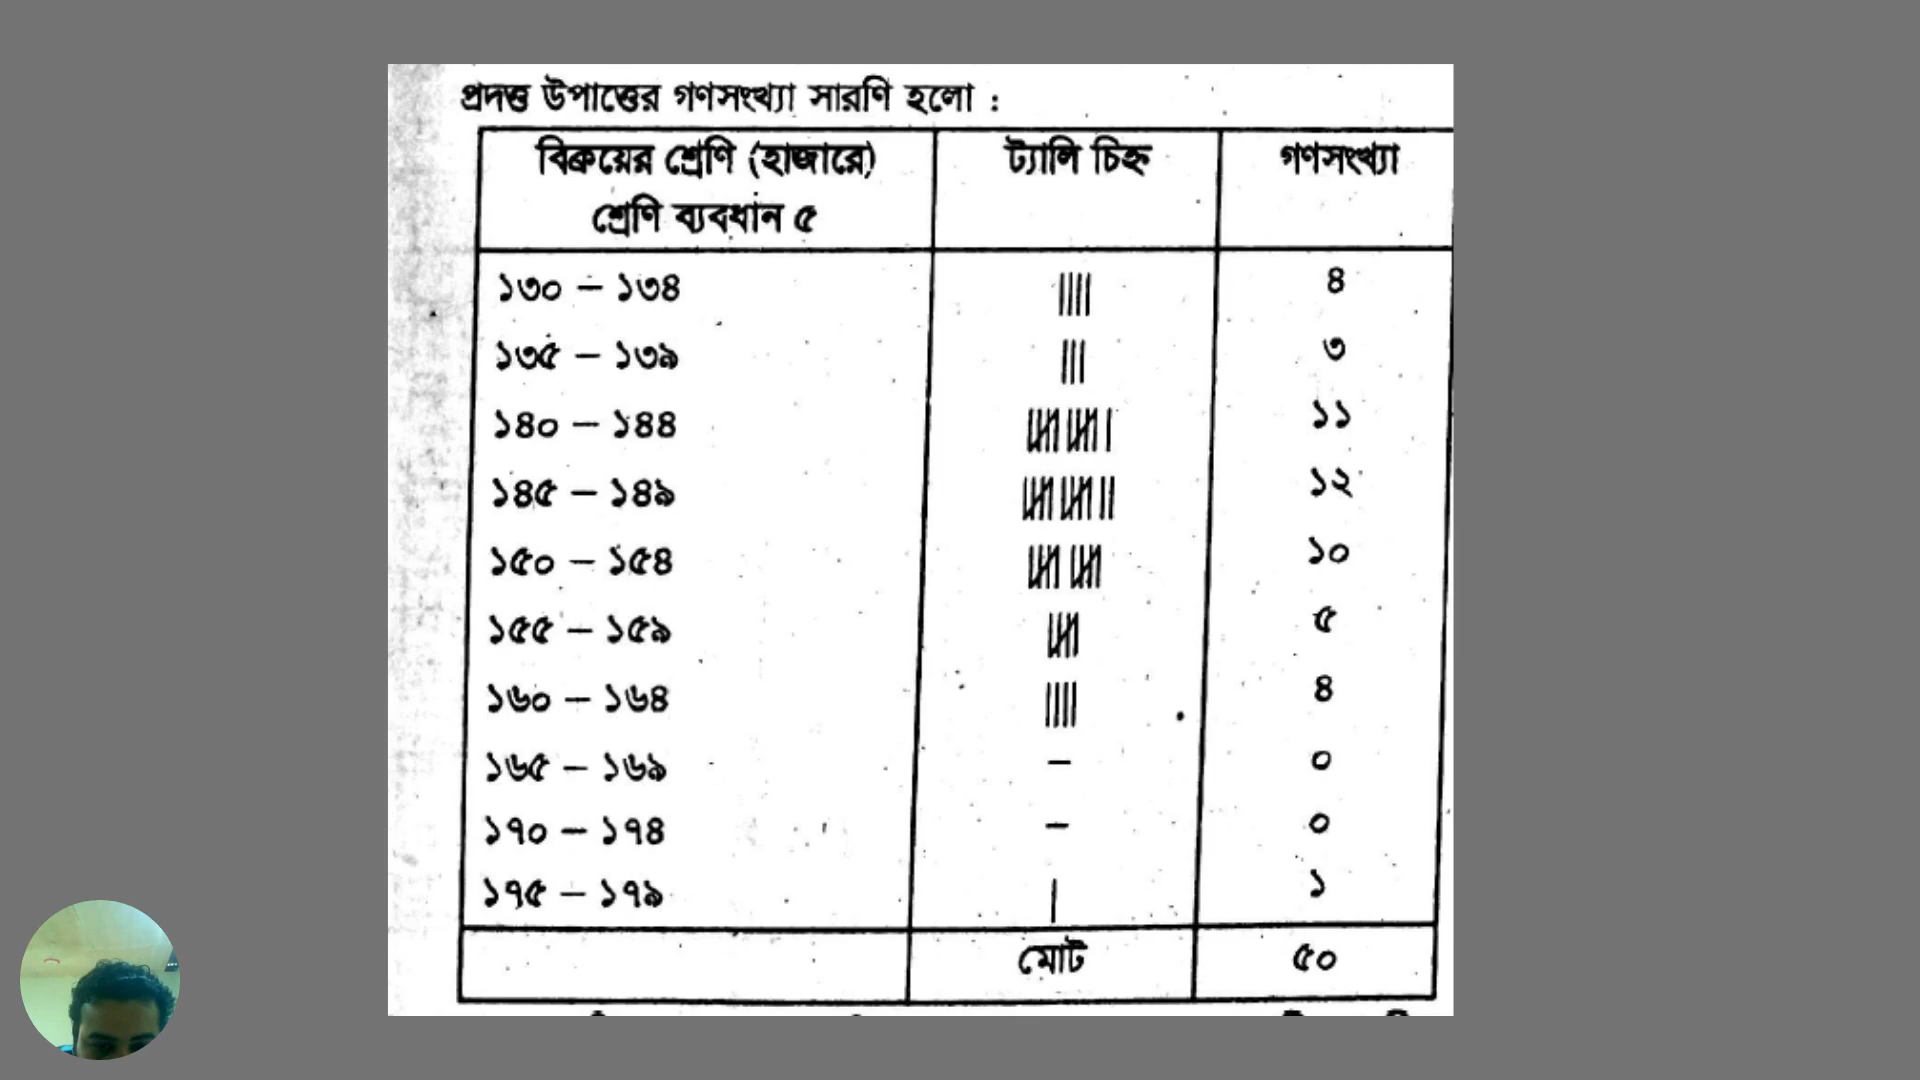 প্রদত্ত উপাত্তের গণসংখ্যা সারণি হলো :
বিক্রয়ের শ্রেণি (হাজারে) ট্যালি চিহ্ন গণসংখ্যা
শ্রেণি ব্যবধান ৫
১৩০ – ১৩৪ |||| ৪
১৩৫ – ১৩৯ ||| ৩
১৪০ – ১৪৪ 𝍸 𝍸 | ১১
১৪৫ – ১৪৯ 𝍸 𝍸 || ১২
১৫০ – ১৫৪ 𝍸 𝍸 ১০
১৫৫ – ১৫৯ 𝍸 ৫
১৬০ – ১৬৪ |||| ৪
১৬৫ – ১৬৯ – ০
১৭০ – ১৭৪ – ০
১৭৫ – ১৭৯ | ১
মোট ৫০